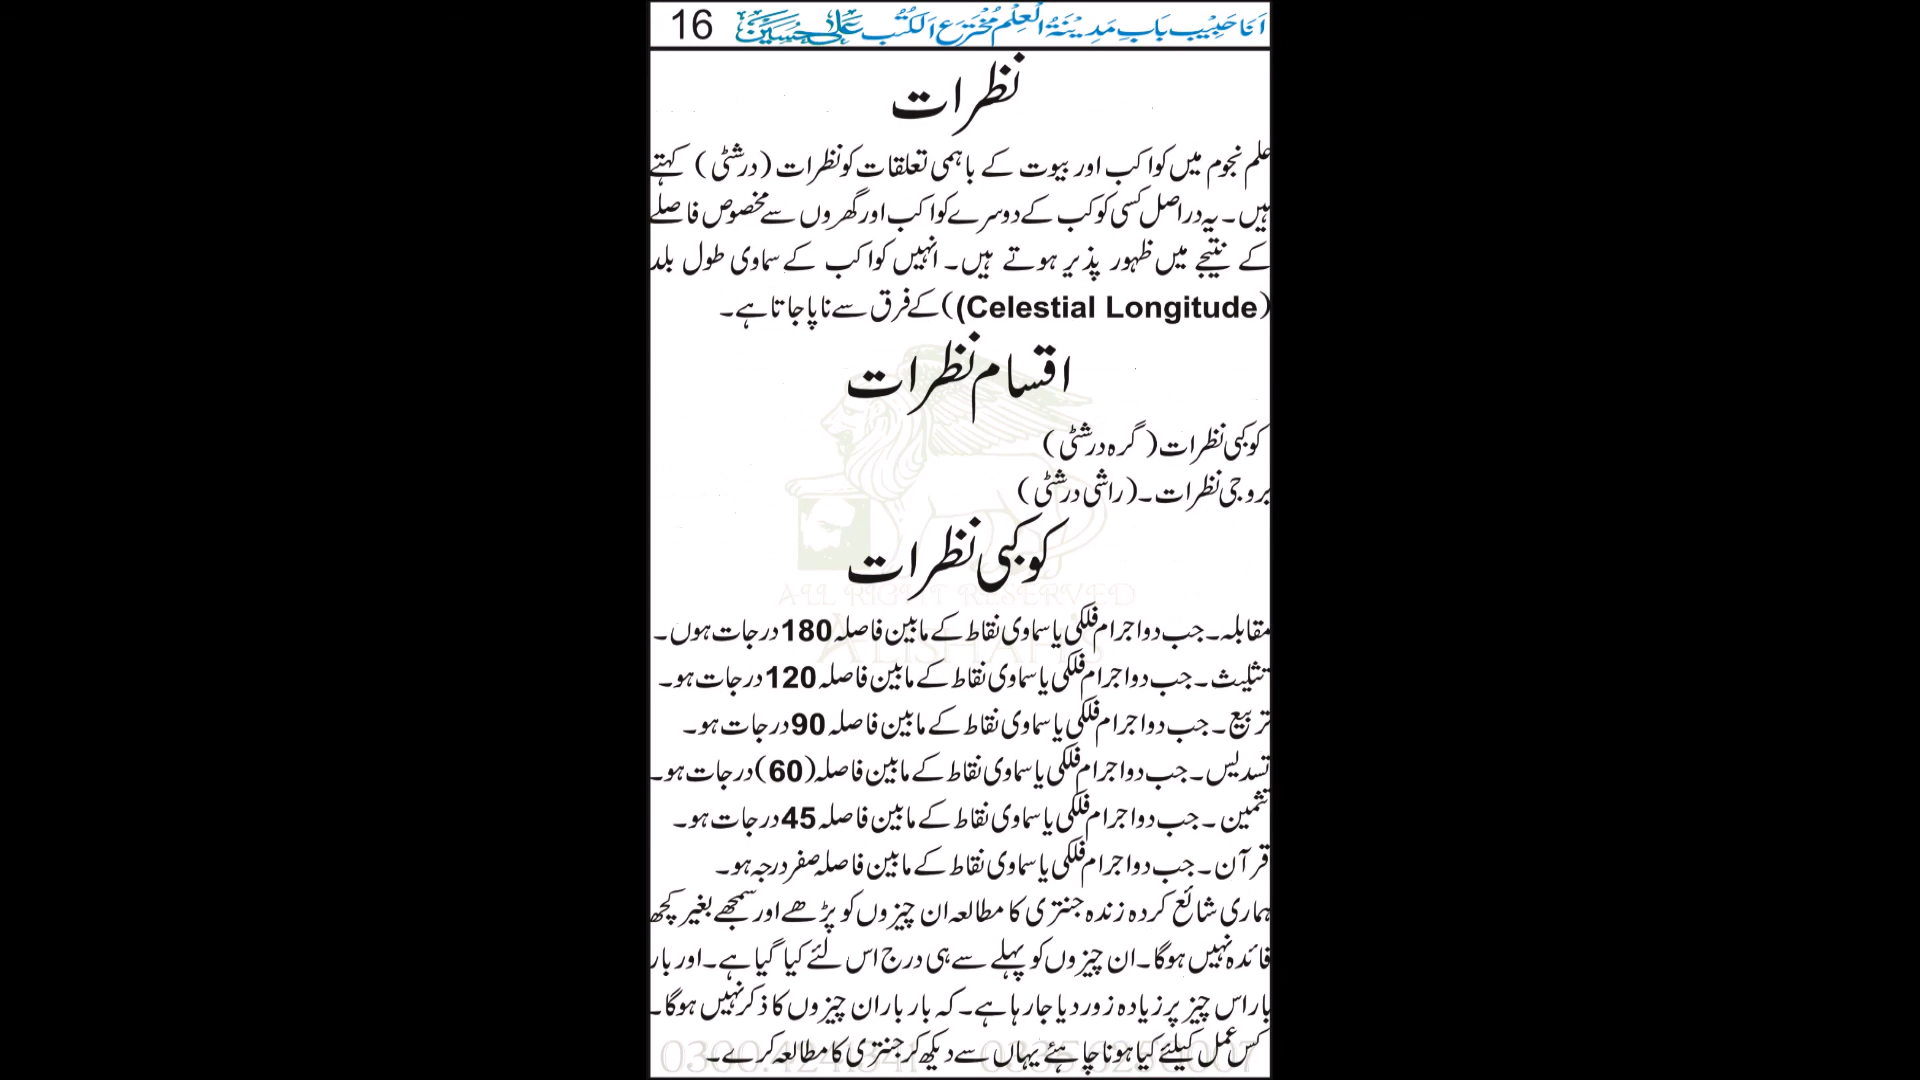 اَنَا حَبِیْب بَابِ مَدِیْنَۃُ الْعِلْم مُخْتَرَع الْکُتُب عَلی حُسَیْن 16
نظرات
علم نجوم میں کواکب اور بیوت کے باہمی تعلقات کو نظرات (درشٹی) کہتے
ہیں۔ یہ دراصل کسی کوکب کے دوسرے کواکب اور گھروں سے مخصوص فاصلے
کے نتیجے میں ظہور پذیر ہوتے ہیں۔ انہیں کواکب کے سماوی طول بلد
(Celestial Longitude)) کے فرق سے ناپا جاتا ہے۔
اقسام نظرات
کوکبی نظرات (گرہ درشٹی)
بروجی نظرات۔ (راشی درشٹی)
کوکبی نظرات
ALL RIGHT RESERVED
مقابلہ۔ جب دو اجرام فلکی یا سماوی نقاط کے مابین فاصلہ 180 درجات ہوں۔
تثلیث۔ جب دو اجرام فلکی یا سماوی نقاط کے مابین فاصلہ 120 درجات ہو۔
تربیع۔ جب دو اجرام فلکی یا سماوی نقاط کے مابین فاصلہ 90 درجات ہو۔
تسدیس۔ جب دو اجرام فلکی یا سماوی نقاط کے مابین فاصلہ (60) درجات ہو۔
تثمین۔ جب دو اجرام فلکی یا سماوی نقاط کے مابین فاصلہ 45 درجات ہو۔
قرآن۔ جب دو اجرام فلکی یا سماوی نقاط کے مابین فاصلہ صفر درجہ ہو۔
ہماری شائع کردہ زندہ جنتری کا مطالعہ ان چیزوں کو پڑھے اور سمجھے بغیر کچھ
فائدہ نہیں ہوگا۔ ان چیزوں کو پہلے سے ہی درج اس لئے کیا گیا ہے۔ اور بار
بار اس چیز پر زیادہ زور دیا جا رہا ہے۔ کہ بار بار ان چیزوں کا ذکر نہیں ہوگا۔
کس عمل کیلئے کیا ہونا چاہئے یہاں سے دیکھ کر جنتری کا مطالعہ کرے۔